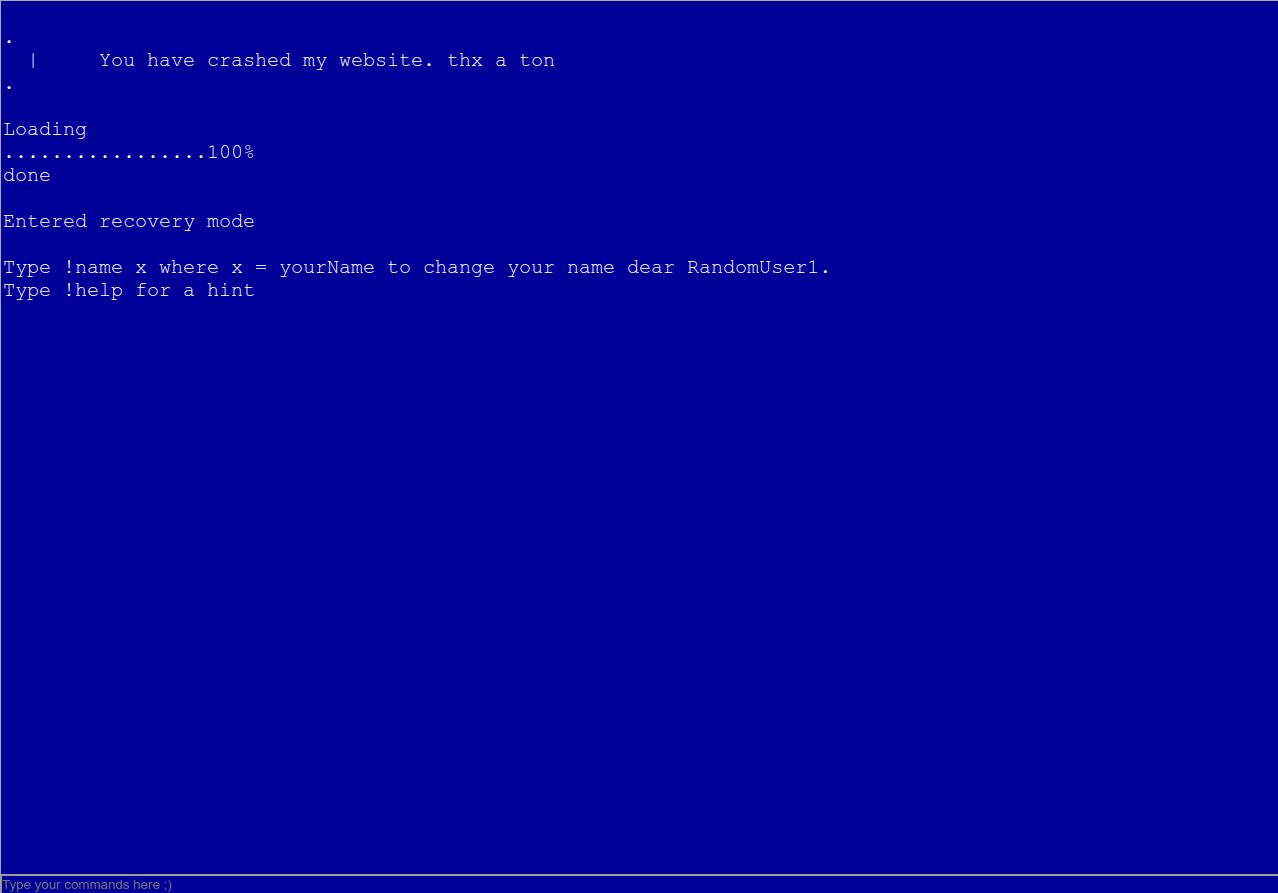 .
| You have crashed my website. thx a ton
.
Loading
.................100%
done
Entered recovery mode
Type !name x where x = yourName to change your name dear RandomUser1.
Type !help for a hint
Type your commands here ;)